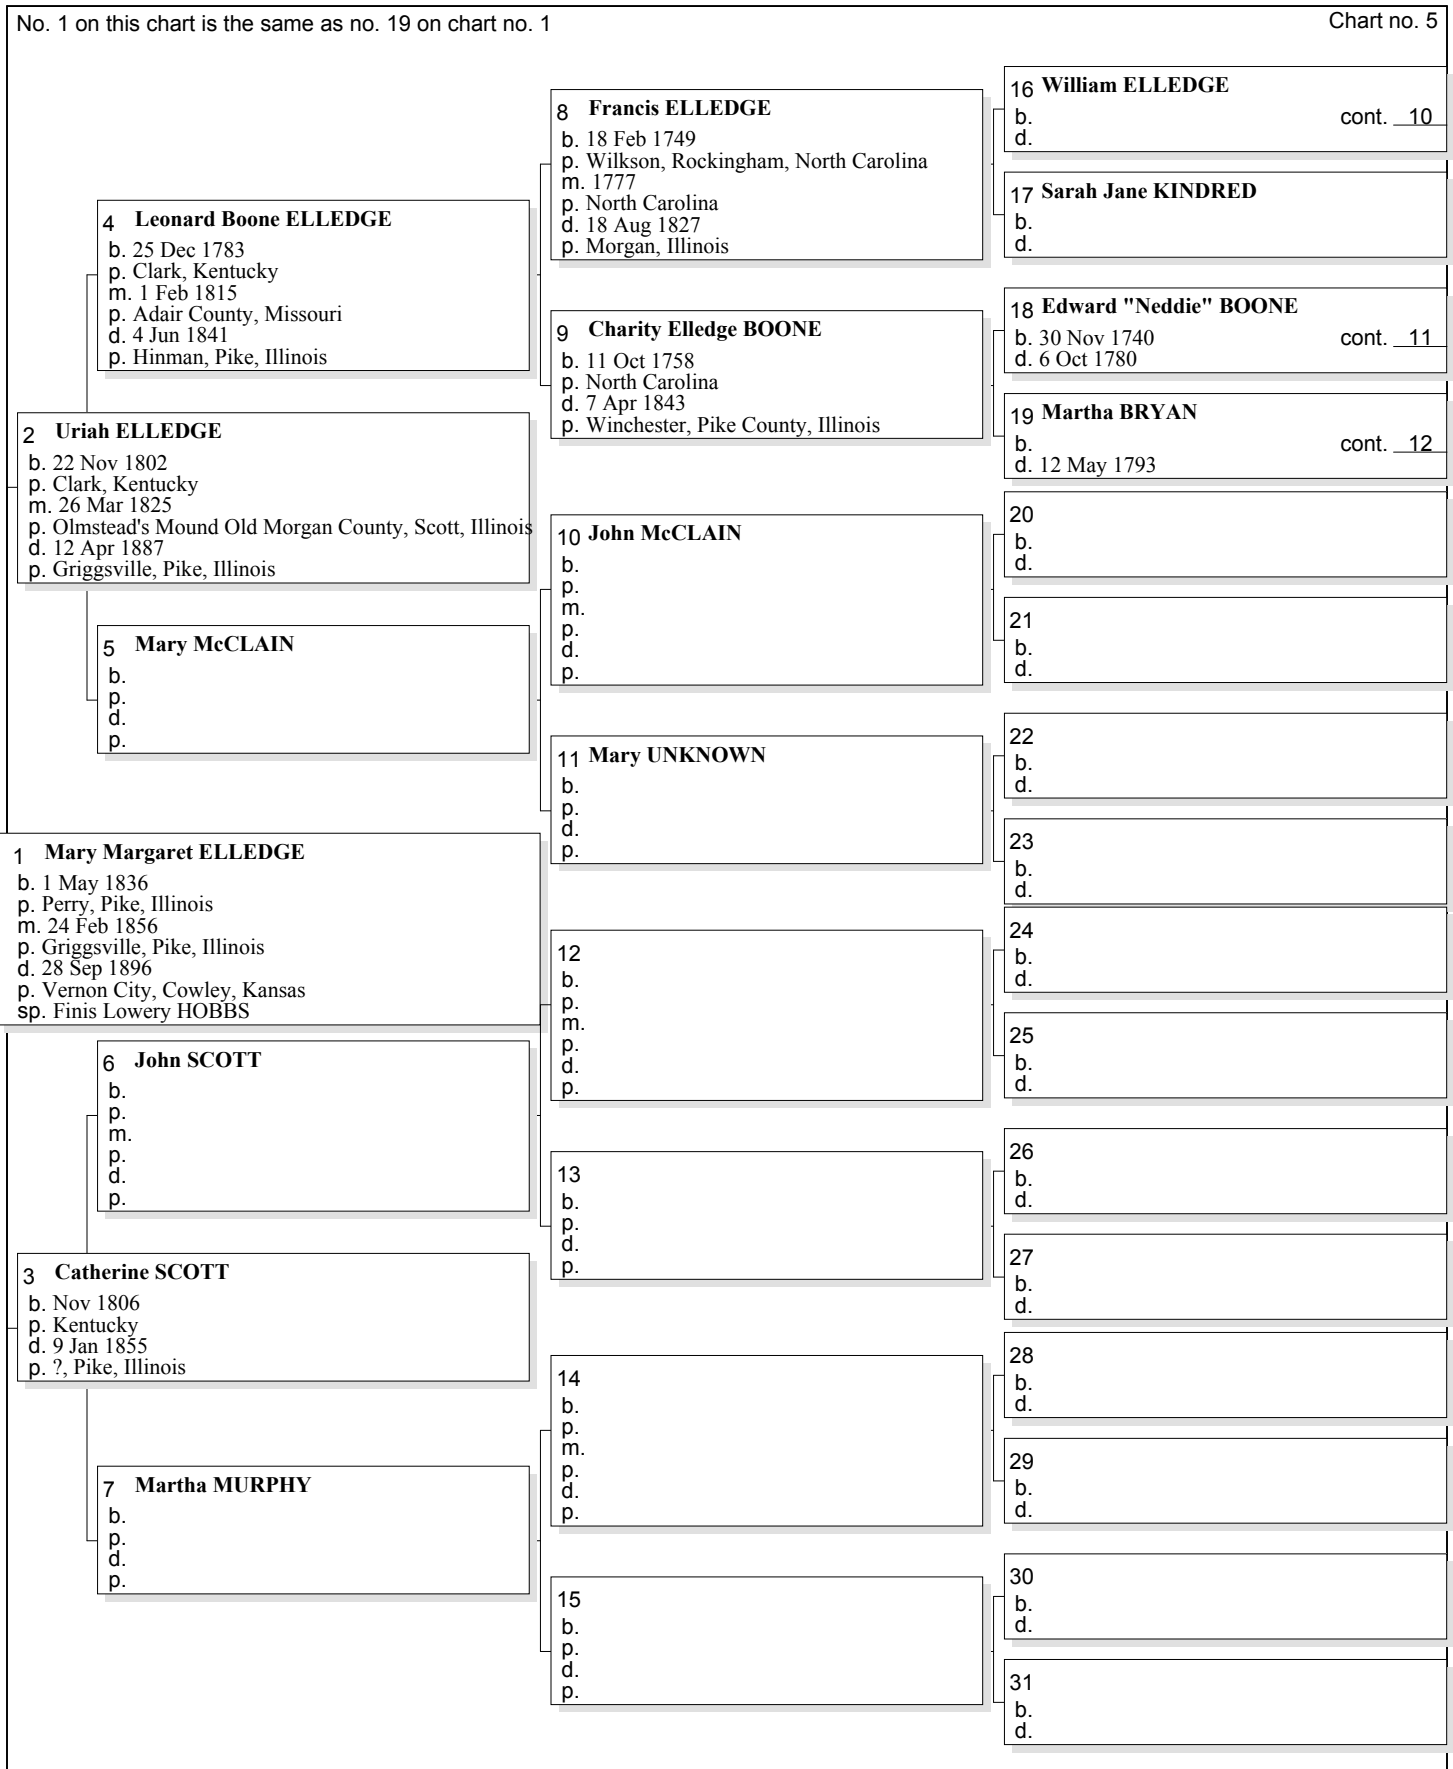 No. 1 on this chart is the same as no. 19 on chart no. 1
Chart no. 5
16 William ELLEDGE
b.
cont. 10
d.
8 Francis ELLEDGE
b. 18 Feb 1749
p. Wilkson, Rockingham, North Carolina
m. 1777
p. North Carolina
d. 18 Aug 1827
p. Morgan, Illinois
17 Sarah Jane KINDRED
b.
d.
4 Leonard Boone ELLEDGE
b. 25 Dec 1783
p. Clark, Kentucky
m. 1 Feb 1815
p. Adair County, Missouri
d. 4 Jun 1841
p. Hinman, Pike, Illinois
18 Edward "Neddie" BOONE
b. 30 Nov 1740
cont. 11
d. 6 Oct 1780
9 Charity Elledge BOONE
b. 11 Oct 1758
p. North Carolina
d. 7 Apr 1843
p. Winchester, Pike County, Illinois
19 Martha BRYAN
b.
cont. 12
d. 12 May 1793
2 Uriah ELLEDGE
b. 22 Nov 1802
p. Clark, Kentucky
m. 26 Mar 1825
p. Olmstead's Mound Old Morgan County, Scott, Illinois
d. 12 Apr 1887
p. Griggsville, Pike, Illinois
20
b.
d.
10 John McCLAIN
b.
p.
m.
p.
d.
p.
21
b.
d.
5 Mary McCLAIN
b.
p.
d.
p.
22
b.
d.
11 Mary UNKNOWN
b.
p.
d.
p.
23
b.
d.
1 Mary Margaret ELLEDGE
b. 1 May 1836
p. Perry, Pike, Illinois
m. 24 Feb 1856
p. Griggsville, Pike, Illinois
d. 28 Sep 1896
p. Vernon City, Cowley, Kansas
sp. Finis Lowery HOBBS
24
b.
d.
12
b.
p.
m.
p.
d.
p.
25
b.
d.
6 John SCOTT
b.
p.
m.
p.
d.
p.
26
b.
d.
13
b.
p.
d.
p.
27
b.
d.
3 Catherine SCOTT
b. Nov 1806
p. Kentucky
d. 9 Jan 1855
p. ?, Pike, Illinois
28
b.
d.
14
b.
p.
m.
p.
d.
p.
29
b.
d.
7 Martha MURPHY
b.
p.
d.
p.
30
b.
d.
15
b.
p.
d.
p.
31
b.
d.